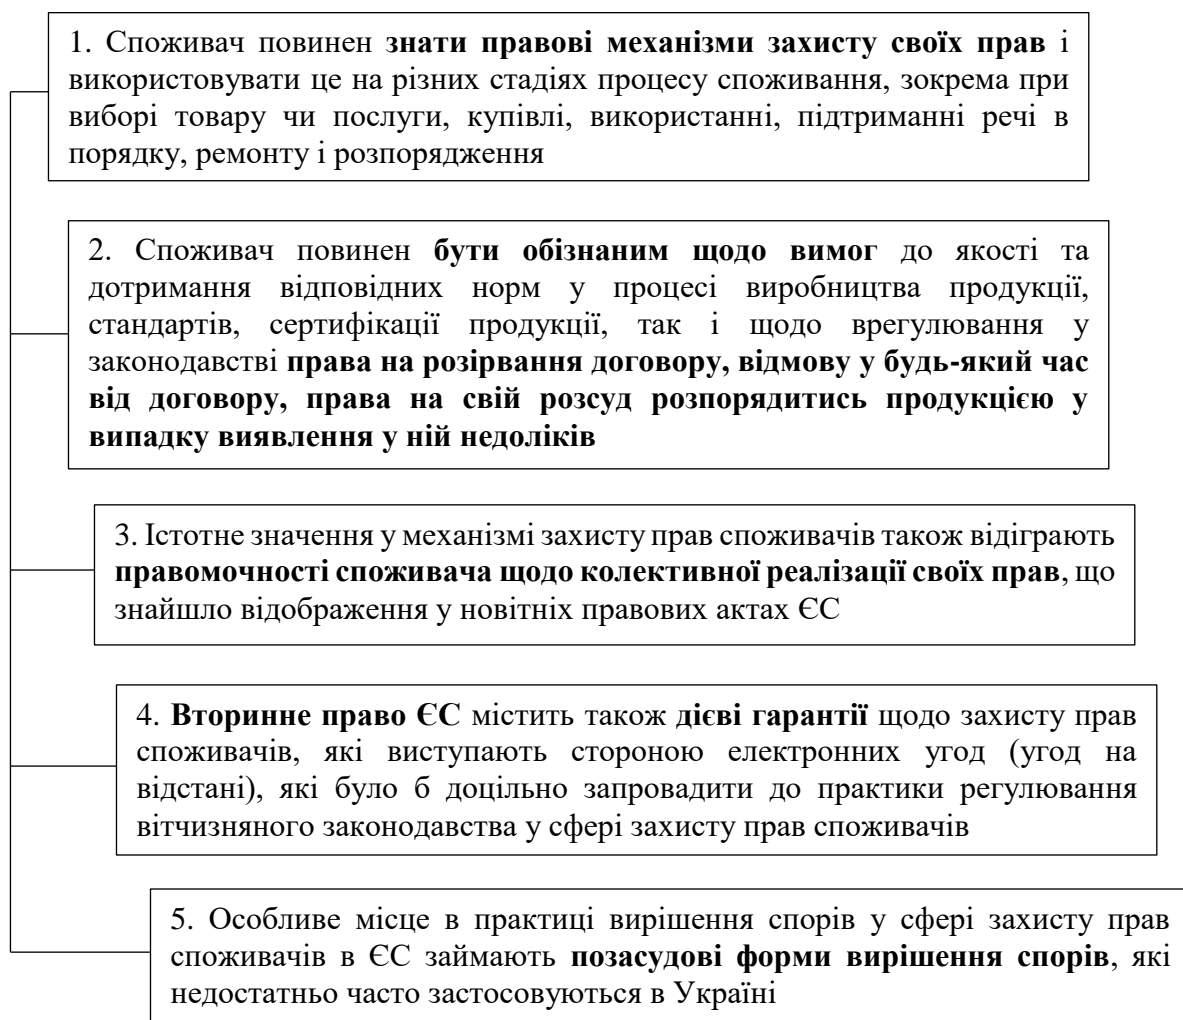 1. Споживач повинен знати правові механізми захисту своїх прав і
використовувати це на різних стадіях процесу споживання, зокрема при
виборі товару чи послуги, купівлі, використанні, підтриманні речі в
порядку, ремонту і розпорядження
2. Споживач повинен бути обізнаним щодо вимог до якості та
дотримання відповідних норм у процесі виробництва продукції,
стандартів, сертифікації продукції, так і щодо врегулювання у
законодавстві права на розірвання договору, відмову у будь-який час
від договору, права на свій розсуд розпорядитись продукцією у
випадку виявлення у ній недоліків
3. Істотне значення у механізмі захисту прав споживачів також відіграють
правомочності споживача щодо колективної реалізації своїх прав, що
знайшло відображення у новітніх правових актах ЄС
4. Вторинне право ЄС містить також дієві гарантії щодо захисту прав
споживачів, які виступають стороною електронних угод (угод на
відстані), які було б доцільно запровадити до практики регулювання
вітчизняного законодавства у сфері захисту прав споживачів
5. Особливе місце в практиці вирішення спорів у сфері захисту прав
споживачів в ЄС займають позасудові форми вирішення спорів, які
недостатньо часто застосовуються в Україні